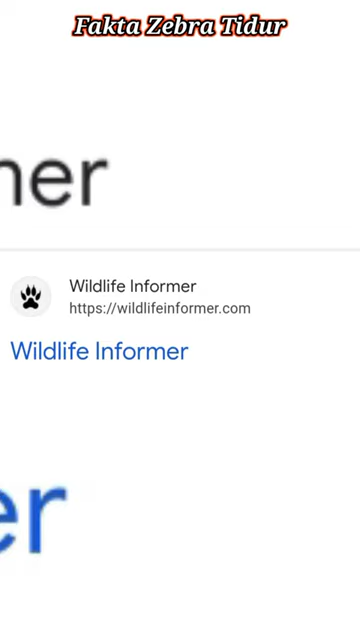 Fakta Zebra Tidur
ner
Wildlife Informer
https://wildlifeinformer.com
Wildlife Informer
er